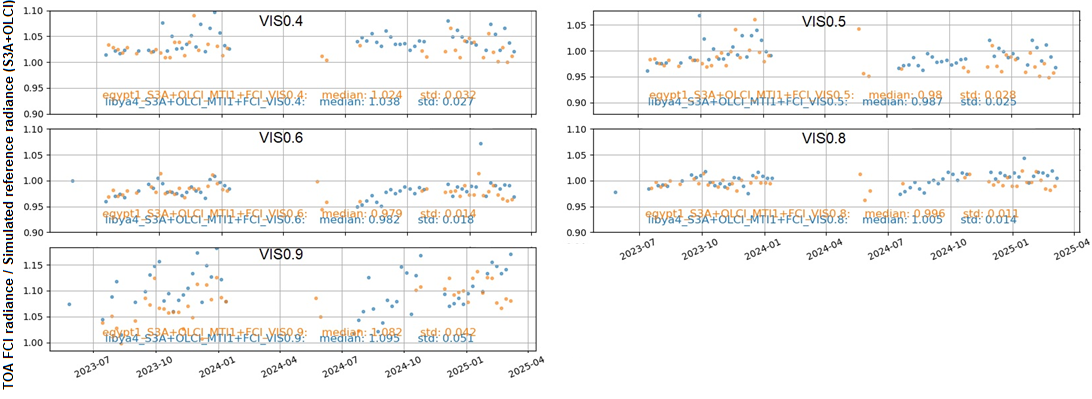 TOA FCI radiance / Simulated reference radiance (S3A+OLCI)
VIS0.4
1.10
1.05
1.00
0.95
0.90
egypt1_S3A+OLCI_MTI1+FCI_VIS0.4: median: 1.024 std: 0.032
libya4_S3A+OLCI_MTI1+FCI_VIS0.4: median: 1.038 std: 0.027
VIS0.5
1.05
1.00
0.95
0.90
egypt1_S3A+OLCI_MTI1+FCI_VIS0.5: median: 0.98 std: 0.028
libya4_S3A+OLCI_MTI1+FCI_VIS0.5: median: 0.987 std: 0.025
VIS0.6
1.10
1.05
1.00
0.95
0.90
egypt1_S3A+OLCI_MTI1+FCI_VIS0.6: median: 0.979 std: 0.014
libya4_S3A+OLCI_MTI1+FCI_VIS0.6: median: 0.982 std: 0.018
VIS0.8
1.10
1.05
1.00
0.95
0.90
egypt1_S3A+OLCI_MTI1+FCI_VIS0.8: median: 0.996 std: 0.011
libya4_S3A+OLCI_MTI1+FCI_VIS0.8: median: 1.005 std: 0.014
2023-07 2023-10 2024-01 2024-04 2024-07 2024-10 2025-01 2025-04
VIS0.9
1.15
1.10
1.05
1.00
egypt1_S3A+OLCI_MTI1+FCI_VIS0.9: median: 1.082 std: 0.042
libya4_S3A+OLCI_MTI1+FCI_VIS0.9: median: 1.095 std: 0.051
2023-07 2023-10 2024-01 2024-04 2024-07 2024-10 2025-01 2025-04